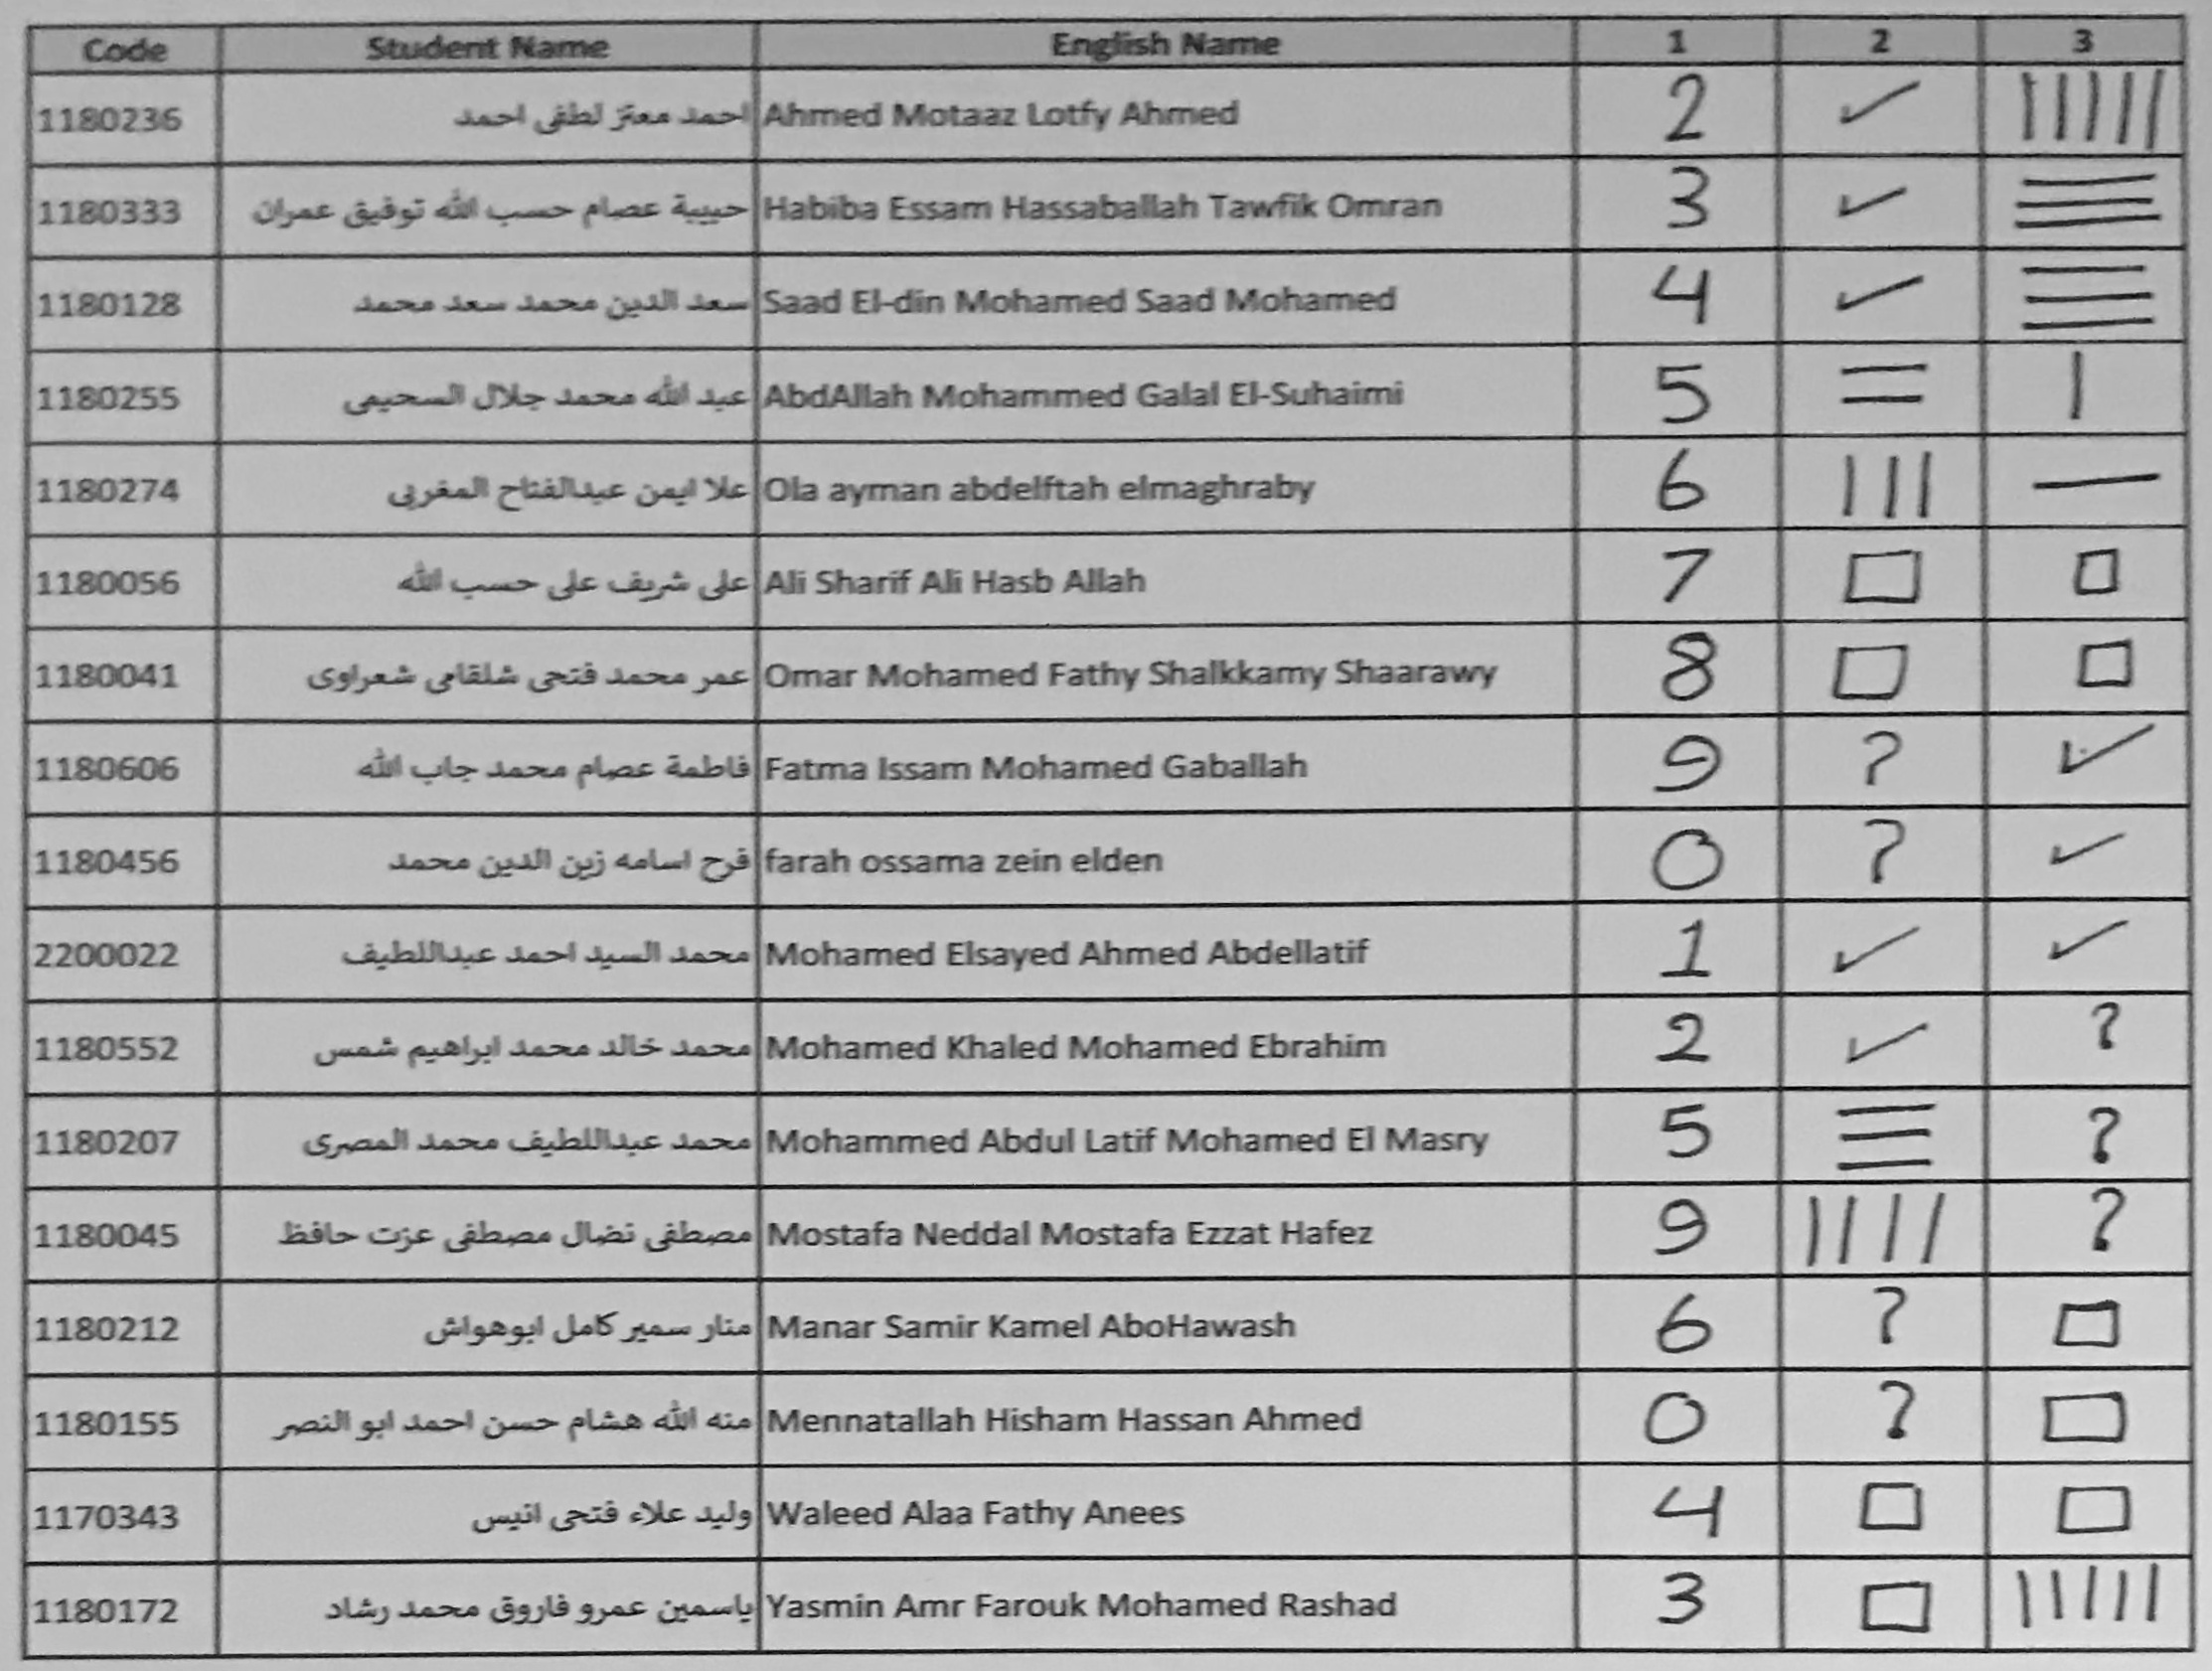 Code Student Name English Name 1 2 3
1180236 احمد معتز لطفى احمد Ahmed Motaaz Lotfy Ahmed 2 ✓ |||||
1180333 حبيبة عصام حسب الله توفيق عمران Habiba Essam Hassaballah Tawfik Omran 3 ✓ ☰
1180128 سعد الدين محمد سعد محمد Saad El-din Mohamed Saad Mohamed 4 ✓ ☰
1180255 عبد الله محمد جلال السحيمى AbdAllah Mohammed Galal El-Suhaimi 5 = |
1180274 علا ايمن عبدالفتاح المغربى Ola ayman abdelftah elmaghraby 6 ||| —
1180056 على شريف على حسب الله Ali Sharif Ali Hasb Allah 7 □ □
1180041 عمر محمد فتحى شلقامى شعراوى Omar Mohamed Fathy Shalkkamy Shaarawy 8 □ □
1180606 فاطمة عصام محمد جاب الله Fatma Issam Mohamed Gaballah 9 ? ✓
1180456 فرح اسامه زين الدين محمد farah ossama zein elden 0 ? ✓
2200022 محمد السيد احمد عبداللطيف Mohamed Elsayed Ahmed Abdellatif 1 ✓ ✓
1180552 محمد خالد محمد ابراهيم شمس Mohamed Khaled Mohamed Ebrahim 2 ✓ ?
1180207 محمد عبداللطيف محمد المصرى Mohammed Abdul Latif Mohamed El Masry 5 ☰ ?
1180045 مصطفى نضال مصطفى عزت حافظ Mostafa Neddal Mostafa Ezzat Hafez 9 |||| ?
1180212 منار سمير كامل ابوهواش Manar Samir Kamel AboHawash 6 ? □
1180155 منه الله هشام حسن احمد ابو النصر Mennatallah Hisham Hassan Ahmed 0 ? □
1170343 وليد علاء فتحى انيس Waleed Alaa Fathy Anees 4 □ □
1180172 ياسمين عمرو فاروق محمد رشاد Yasmin Amr Farouk Mohamed Rashad 3 □ |||||